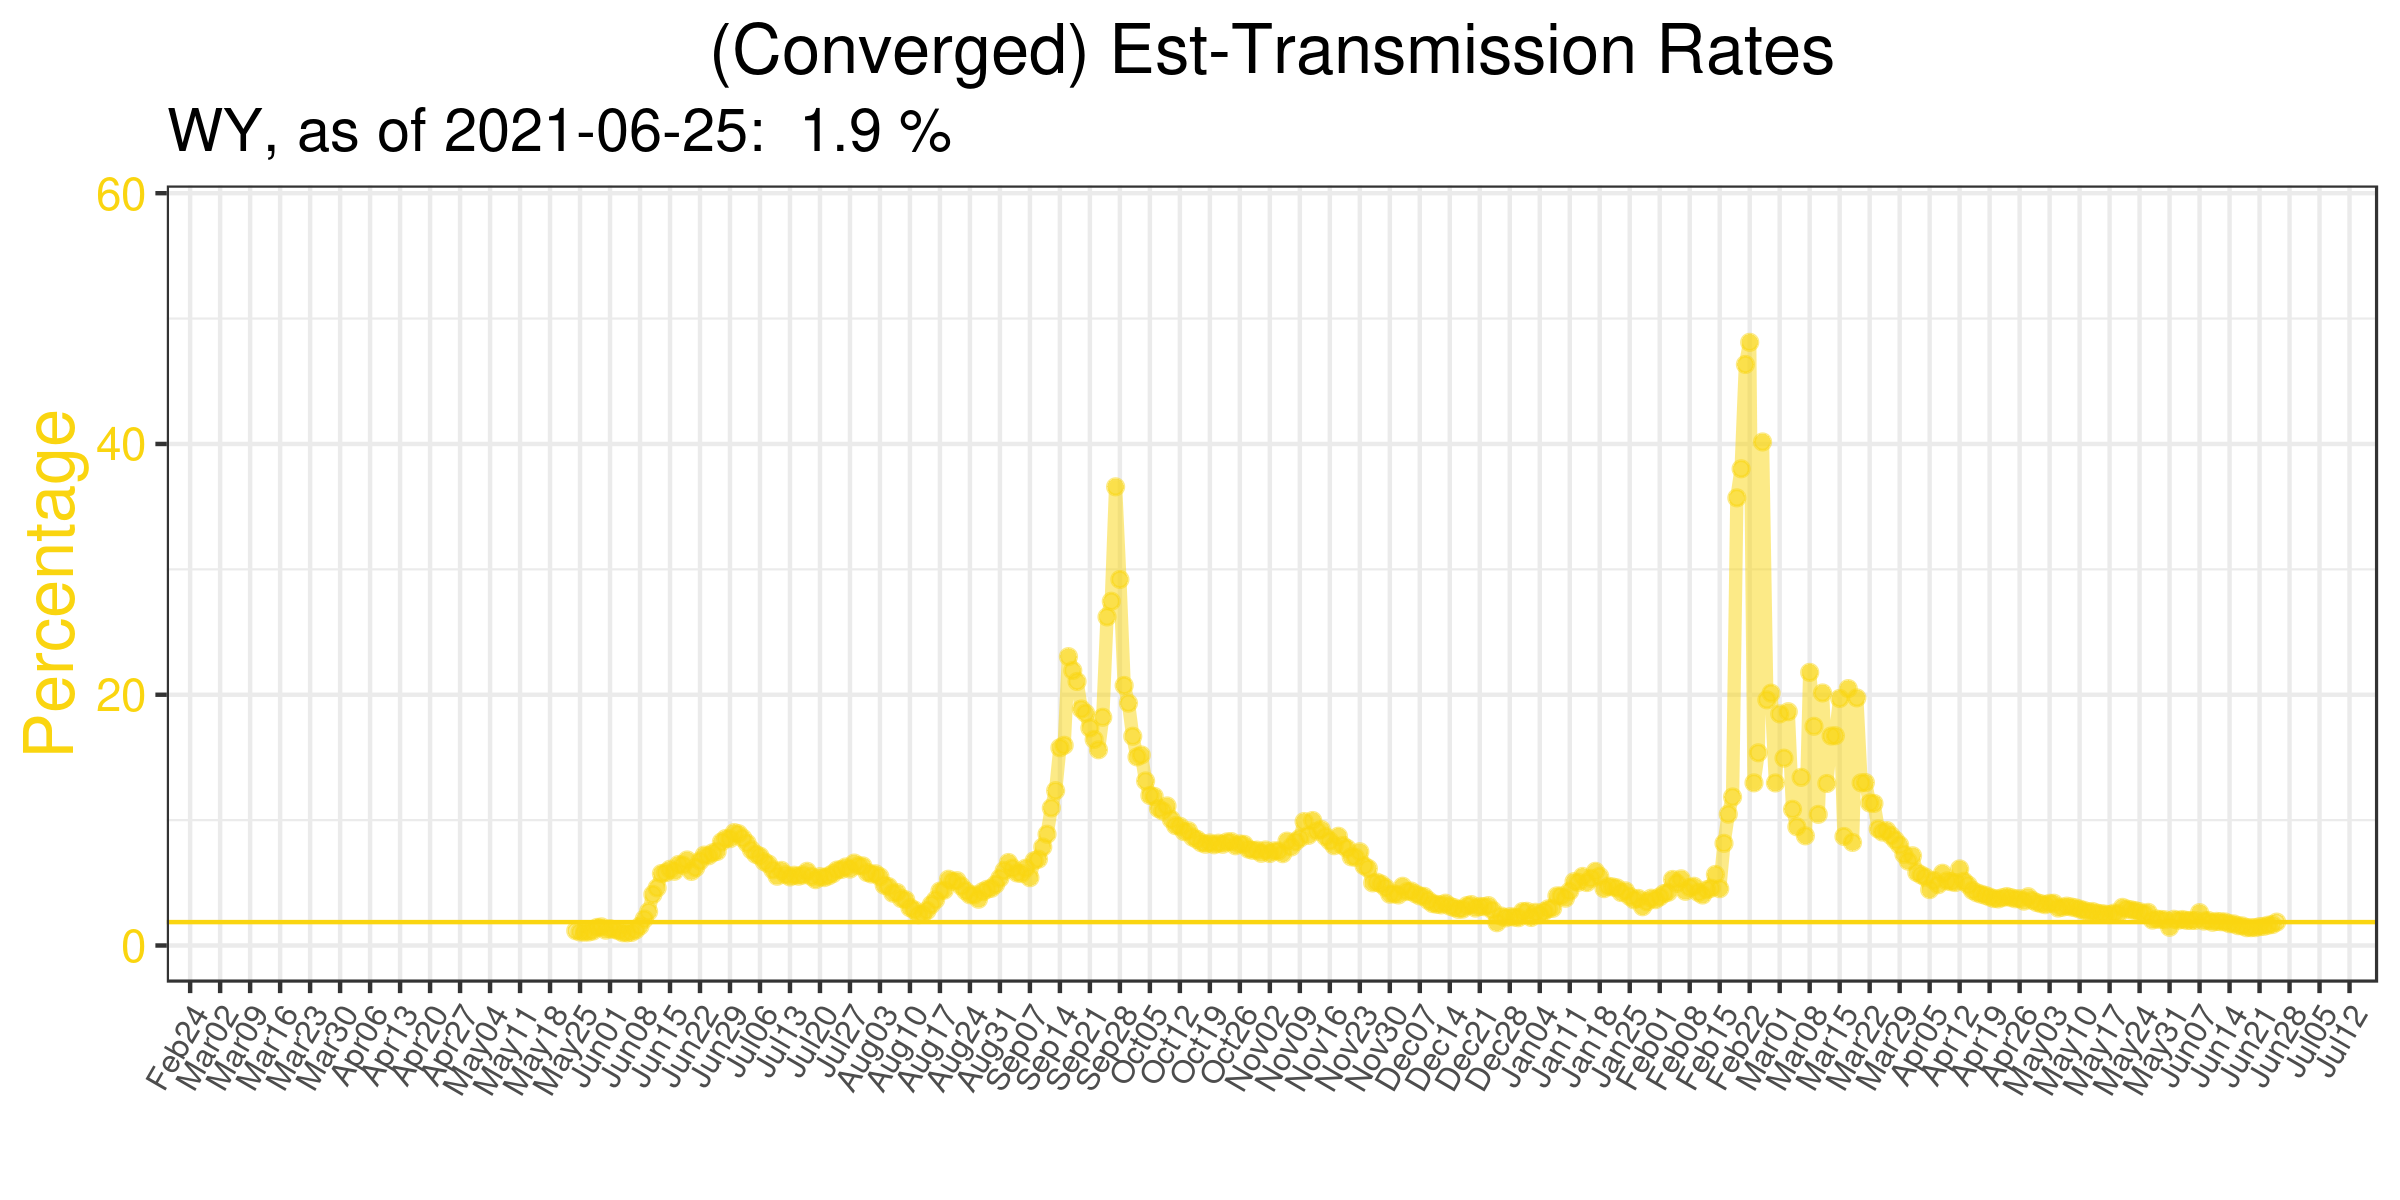 (Converged) Est-Transmission Rates
WY, as of 2021-06-25:  1.9 %
Percentage
60
40
20
0
Feb24
Mar02
Mar09
Mar16
Mar23
Mar30
Apr06
Apr13
Apr20
Apr27
May04
May11
May18
May25
Jun01
Jun08
Jun15
Jun22
Jun29
Jul06
Jul13
Jul20
Jul27
Aug03
Aug10
Aug17
Aug24
Aug31
Sep07
Sep14
Sep21
Sep28
Oct05
Oct12
Oct19
Oct26
Nov02
Nov09
Nov16
Nov23
Nov30
Dec07
Dec14
Dec21
Dec28
Jan04
Jan11
Jan18
Jan25
Feb01
Feb08
Feb15
Feb22
Mar01
Mar08
Mar15
Mar22
Mar29
Apr05
Apr12
Apr19
Apr26
May03
May10
May17
May24
May31
Jun07
Jun14
Jun21
Jun28
Jul05
Jul12